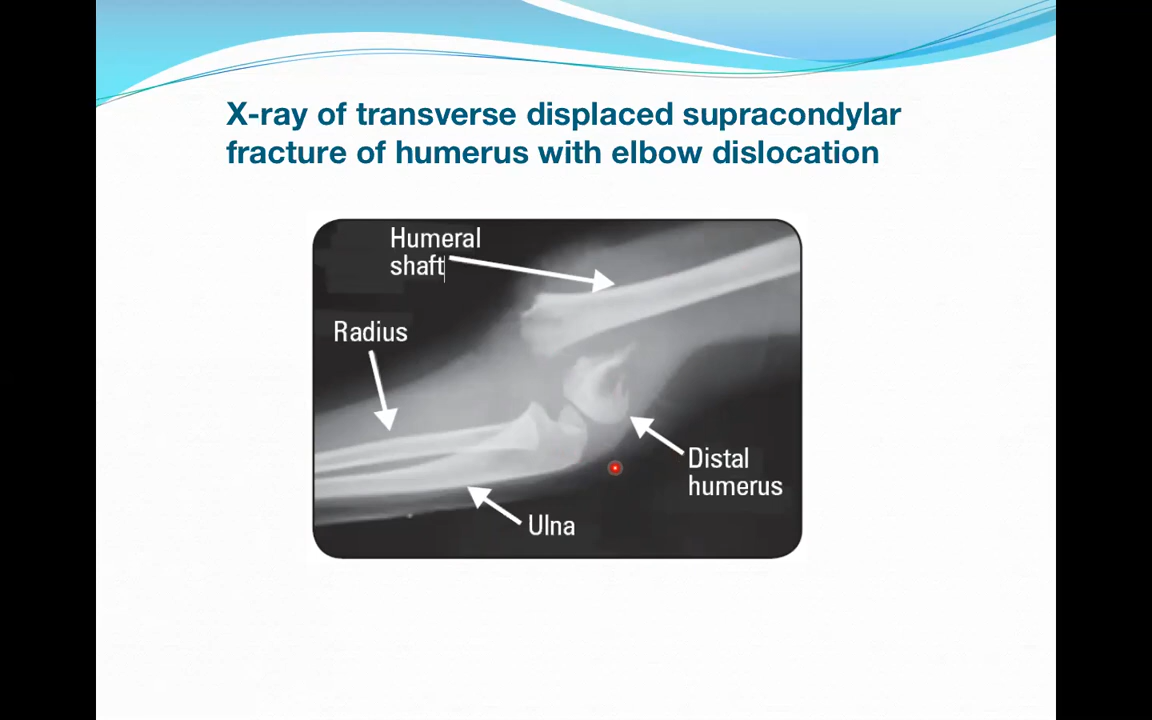 X-ray of transverse displaced supracondylar
fracture of humerus with elbow dislocation
Humeral
shaft
Radius
Distal
humerus
Ulna